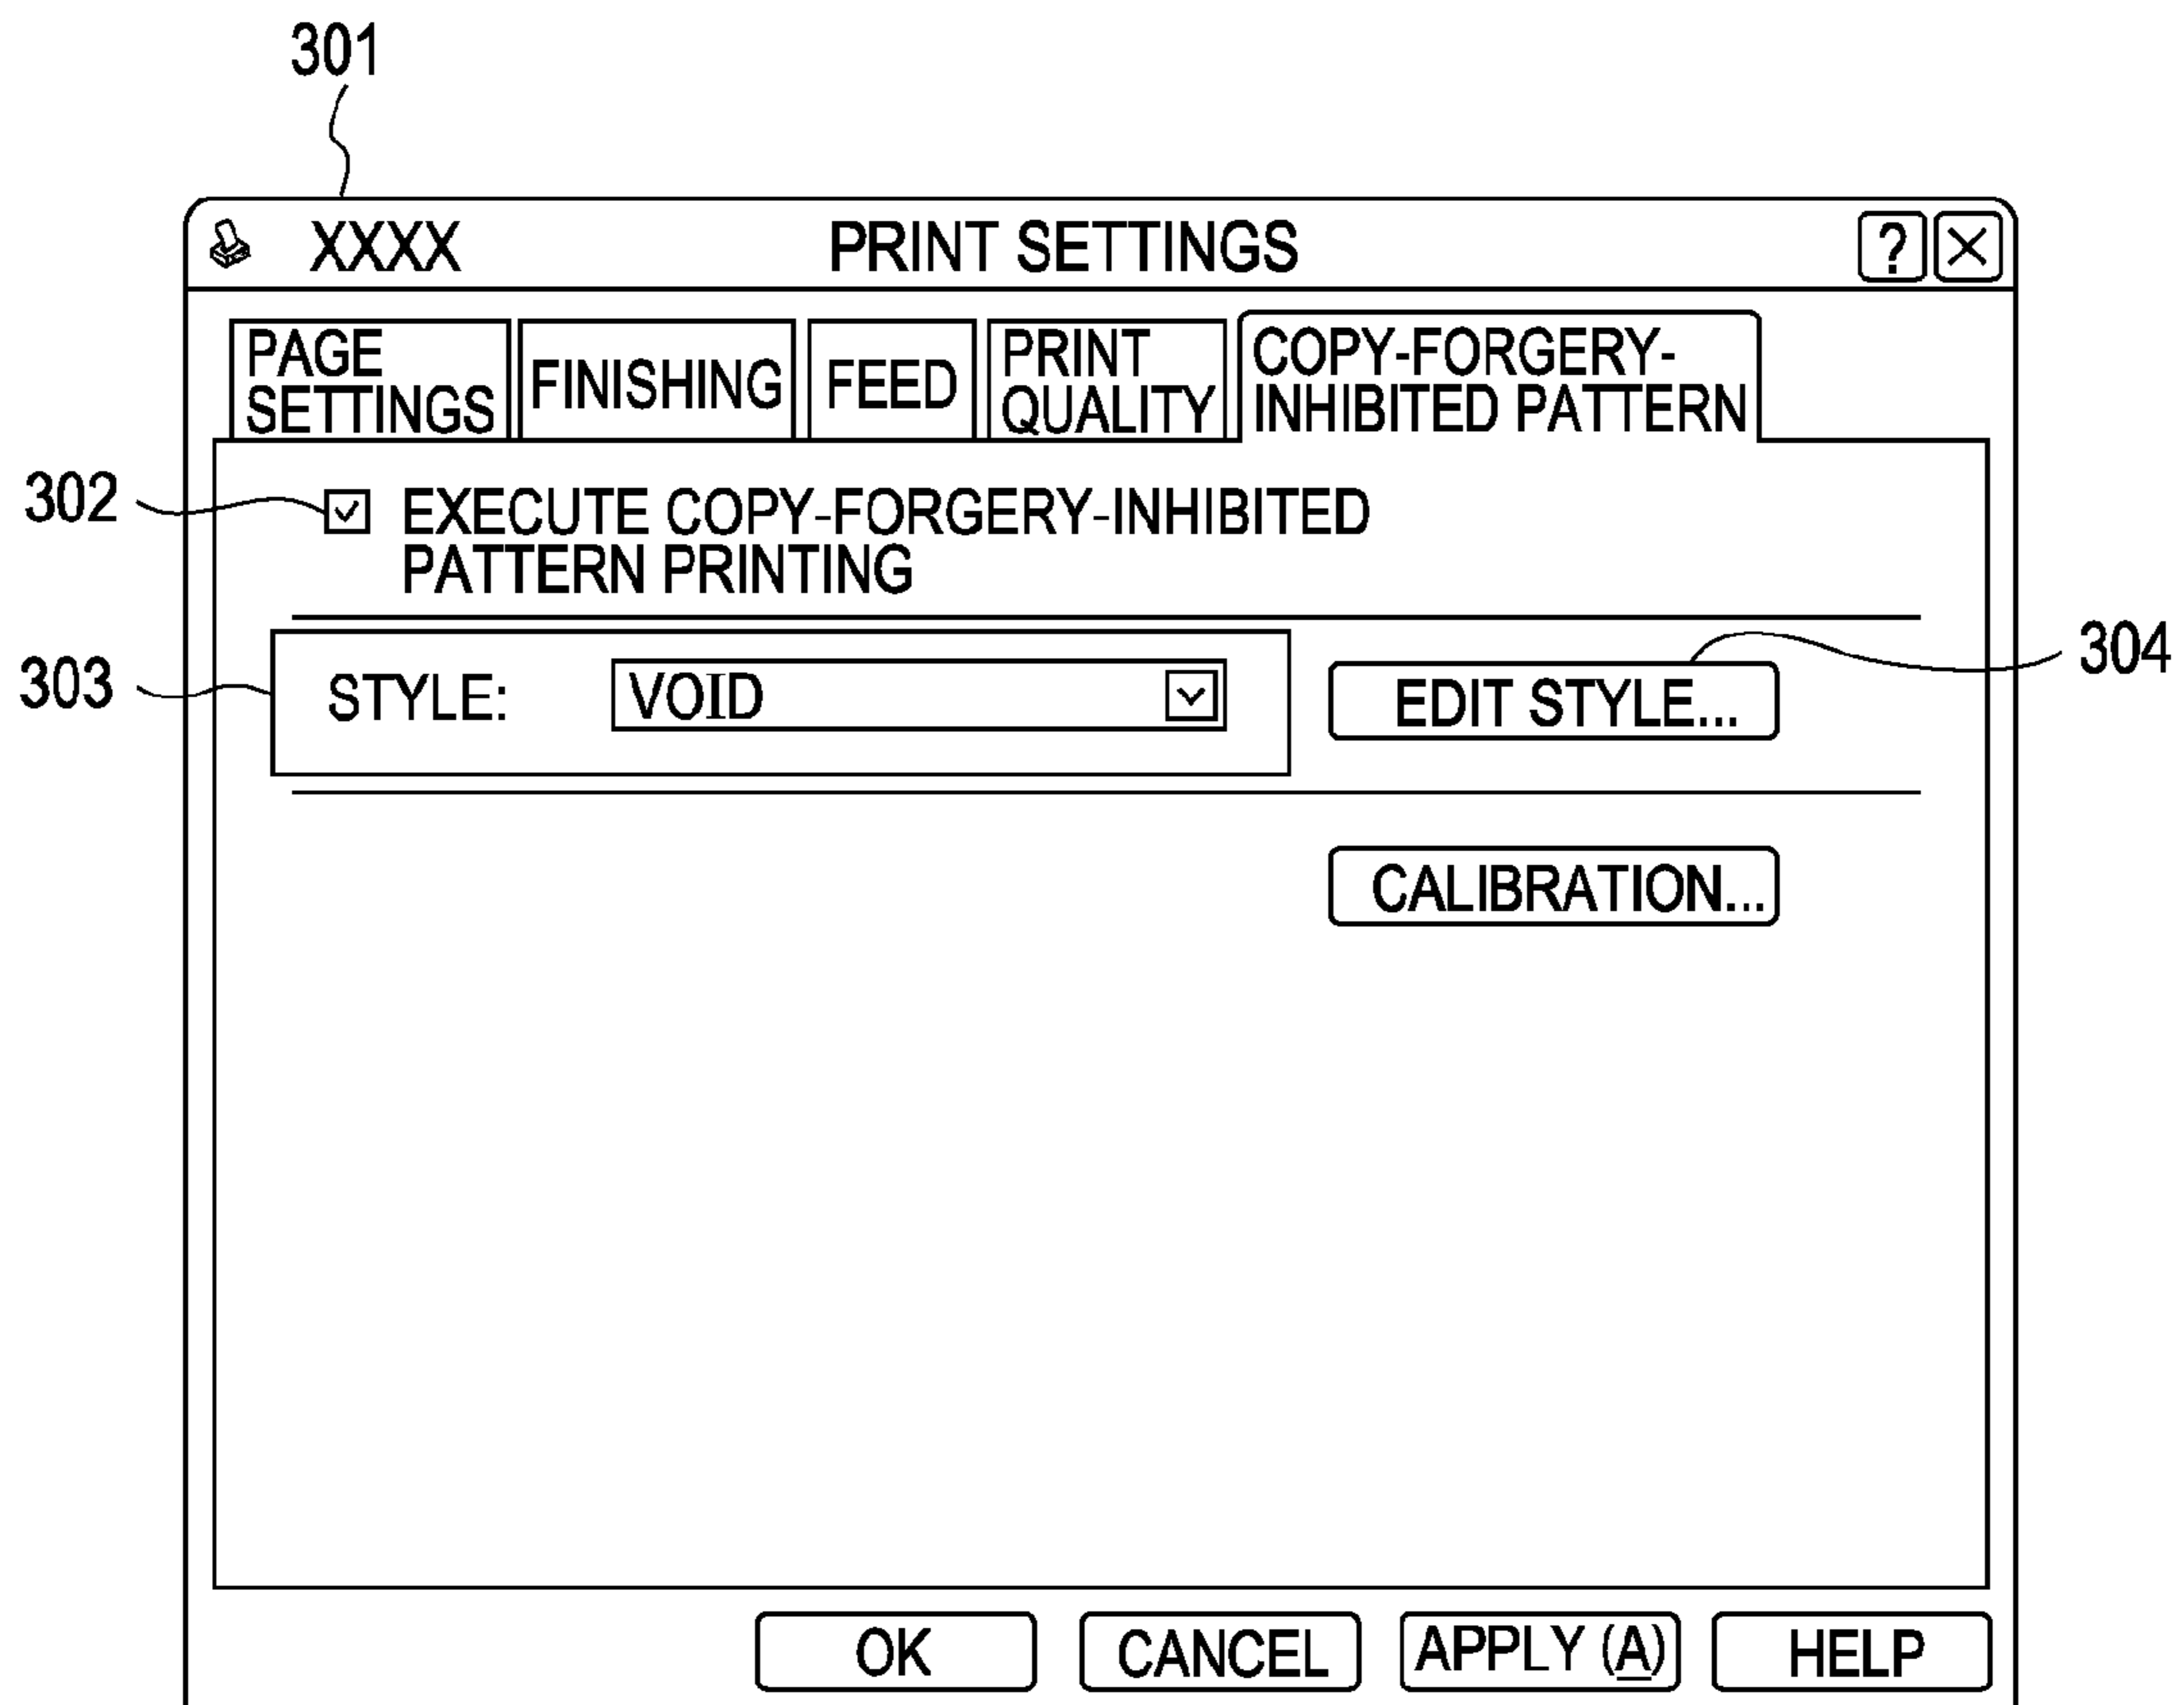 301
XXXX PRINT SETTINGS ?
PAGE
SETTINGS
FINISHING
FEED
PRINT
QUALITY
COPY-FORGERY-
INHIBITED PATTERN
302
EXECUTE COPY-FORGERY-INHIBITED
PATTERN PRINTING
303
STYLE: VOID
EDIT STYLE...
304
CALIBRATION...
OK CANCEL APPLY (A) HELP